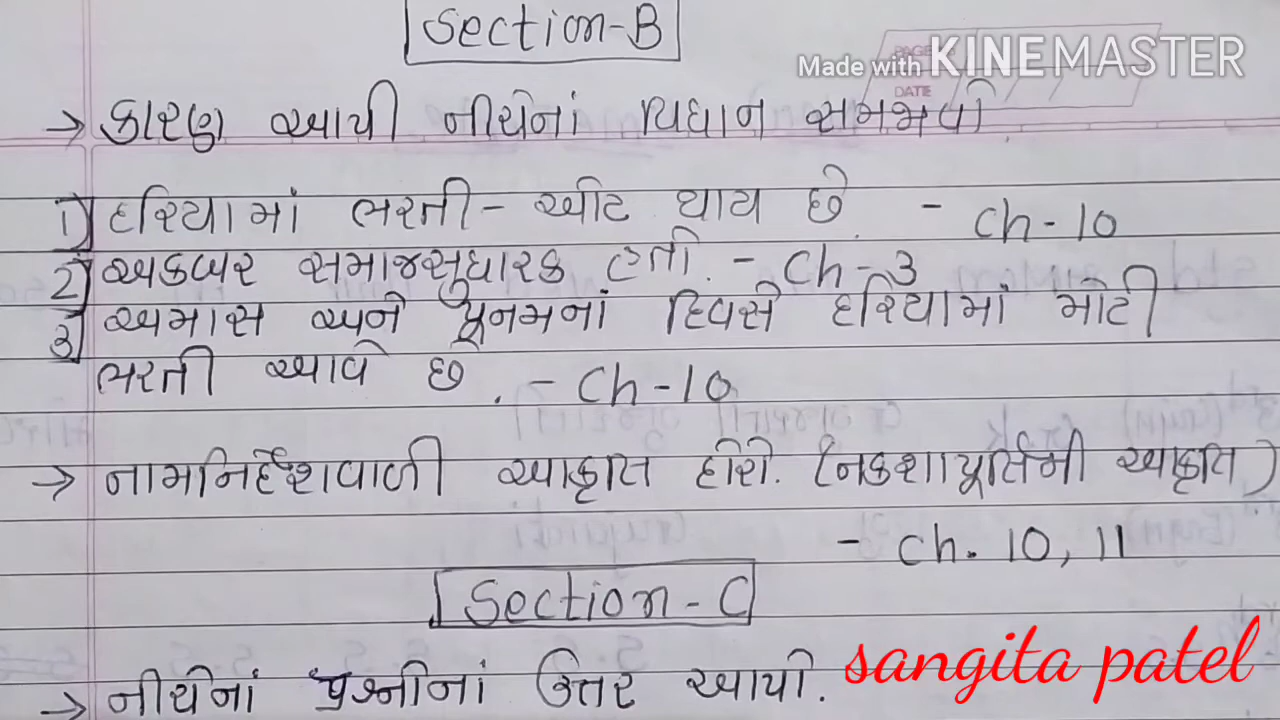 Section-B
Made with KINEMASTER
PAGE
DATE
→ કારણ આપી નીચેનાં વિધાન સમજાવો
1) દરિયામાં ભરતી - ઓટ થાય છે. - Ch - 10
2) અકબર સમાજસુધારક હતો. - Ch - 3
3) અમાસ અને પૂનમનાં દિવસે દરિયામાં મોટી
ભરતી આવે છે. - Ch - 10
→ નામનિર્દેશવાળી આકૃતિ દોરો. (નકશાપૂર્તિની આકૃતિ)
- Ch. 10, 11
Section - C
→ નીચેનાં પ્રશ્નોનાં ઉત્તર આપો.
sangita patel